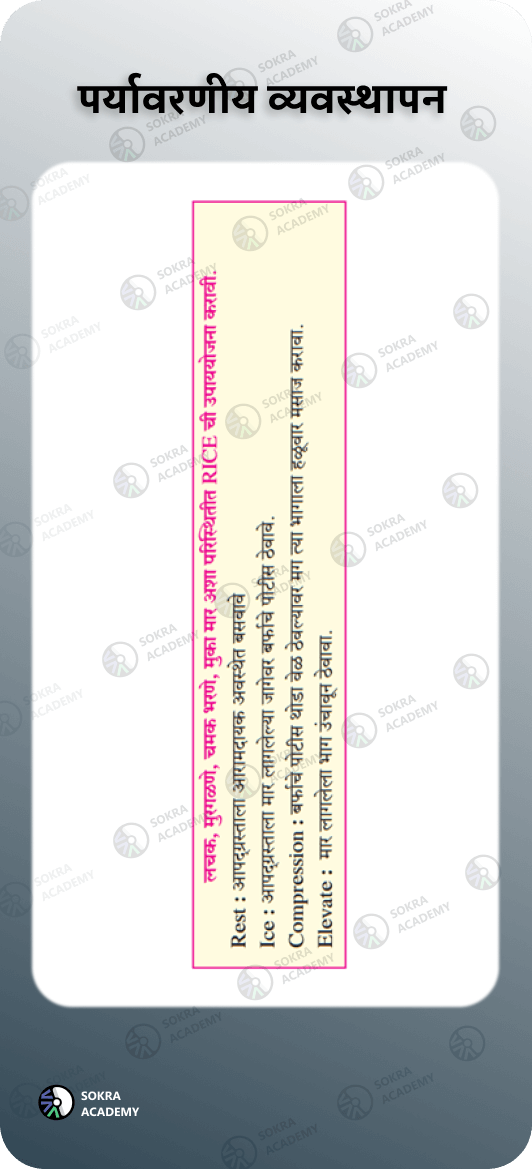 पर्यावरणीय व्यवस्थापन
लचक, मुरगळणे, चमक भरणे, मुका मार अशा परिस्थितीत RICE ची उपाययोजना करावी.
Rest : आपद्ग्रस्ताला आरामदायक अवस्थेत बसवावे
Ice : आपद्ग्रस्ताला मार लागलेल्या जागेवर बर्फाचे पोटीस ठेवावे.
Compression : बर्फाचे पोटीस थोडा वेळ ठेवल्यावर मग त्या भागाला हळूवार मसाज करावा.
Elevate : मार लागलेला भाग उंचावून ठेवावा.
SOKRA
ACADEMY